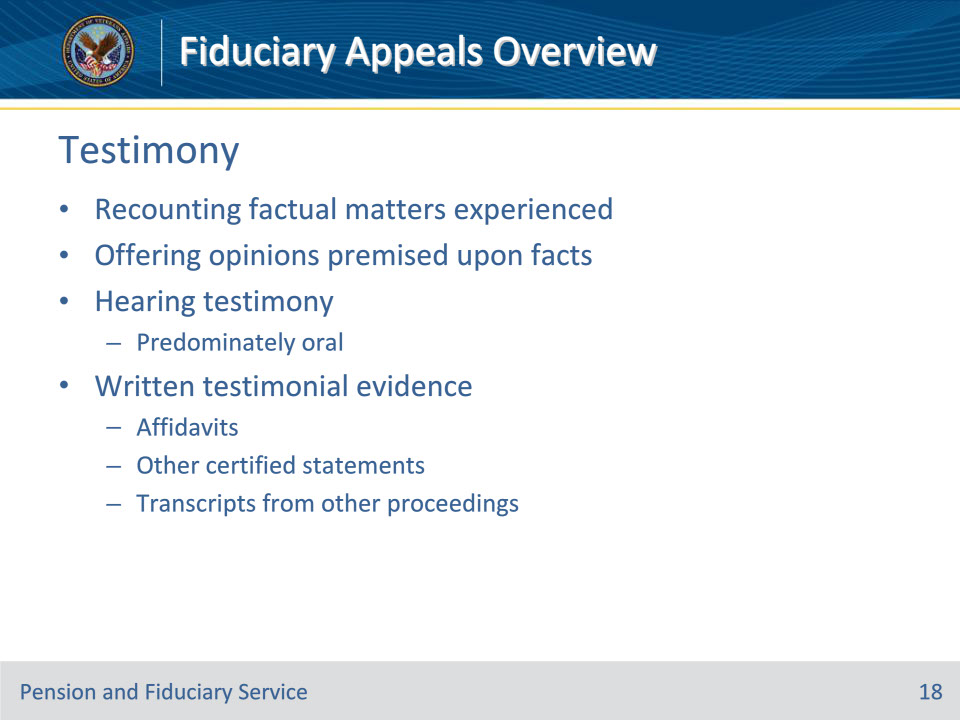 Fiduciary Appeals Overview
Testimony
• Recounting factual matters experienced
• Offering opinions premised upon facts
• Hearing testimony
– Predominately oral
• Written testimonial evidence
– Affidavits
– Other certified statements
– Transcripts from other proceedings
Pension and Fiduciary Service
18